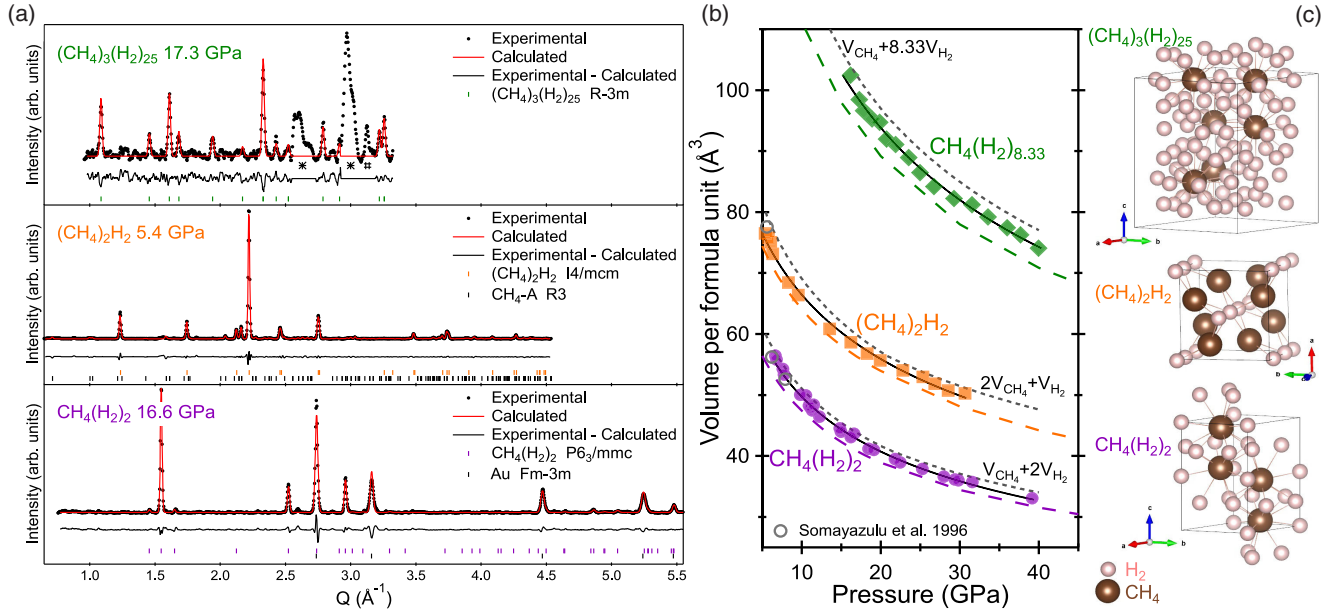 (a)
(CH₄)₃(H₂)₂₅ 17.3 GPa
Experimental
Calculated
Experimental - Calculated
(CH₄)₃(H₂)₂₅ R-3m
Intensity (arb. units)
* * #
(CH₄)₂H₂ 5.4 GPa
Experimental
Calculated
Experimental - Calculated
(CH₄)₂H₂ I4/mcm
CH₄-A R3
Intensity (arb. units)
CH₄(H₂)₂ 16.6 GPa
Experimental
Calculated
Experimental - Calculated
CH₄(H₂)₂ P6₃/mmc
Au Fm-3m
Intensity (arb. units)
1.0 1.5 2.0 2.5 3.0 3.5 4.0 4.5 5.0 5.5
Q (Å⁻¹)
(b)
V_CH₄+8.33V_H₂
CH₄(H₂)₈.₃₃
(CH₄)₂H₂
2V_CH₄+V_H₂
CH₄(H₂)₂
V_CH₄+2V_H₂
Somayazulu et al. 1996
Volume per formula unit (Å³)
100
80
60
40
10 20 30 40
Pressure (GPa)
(c)
(CH₄)₃(H₂)₂₅
c
a
b
(CH₄)₂H₂
a
b
c
CH₄(H₂)₂
c
a
b
H₂
CH₄